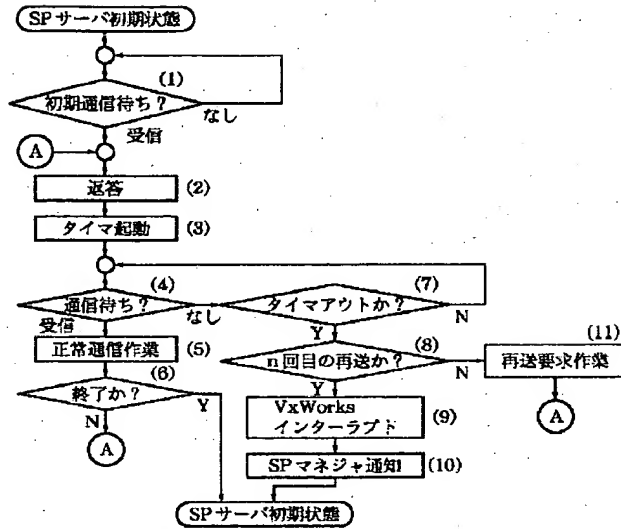 SPサーバ初期状態
(1)
初期通信待ち？
なし
受信
A
返答
(2)
タイマ起動
(3)
(4)
通信待ち？
なし
受信
(7)
タイマアウトか？
N
Y
正常通信作業
(5)
(8)
n回目の再送か？
N
Y
(11)
再送要求作業
A
(6)
終了か？
Y
N
A
VxWorks
インターラプト
(9)
SPマネジャ通知
(10)
SPサーバ初期状態